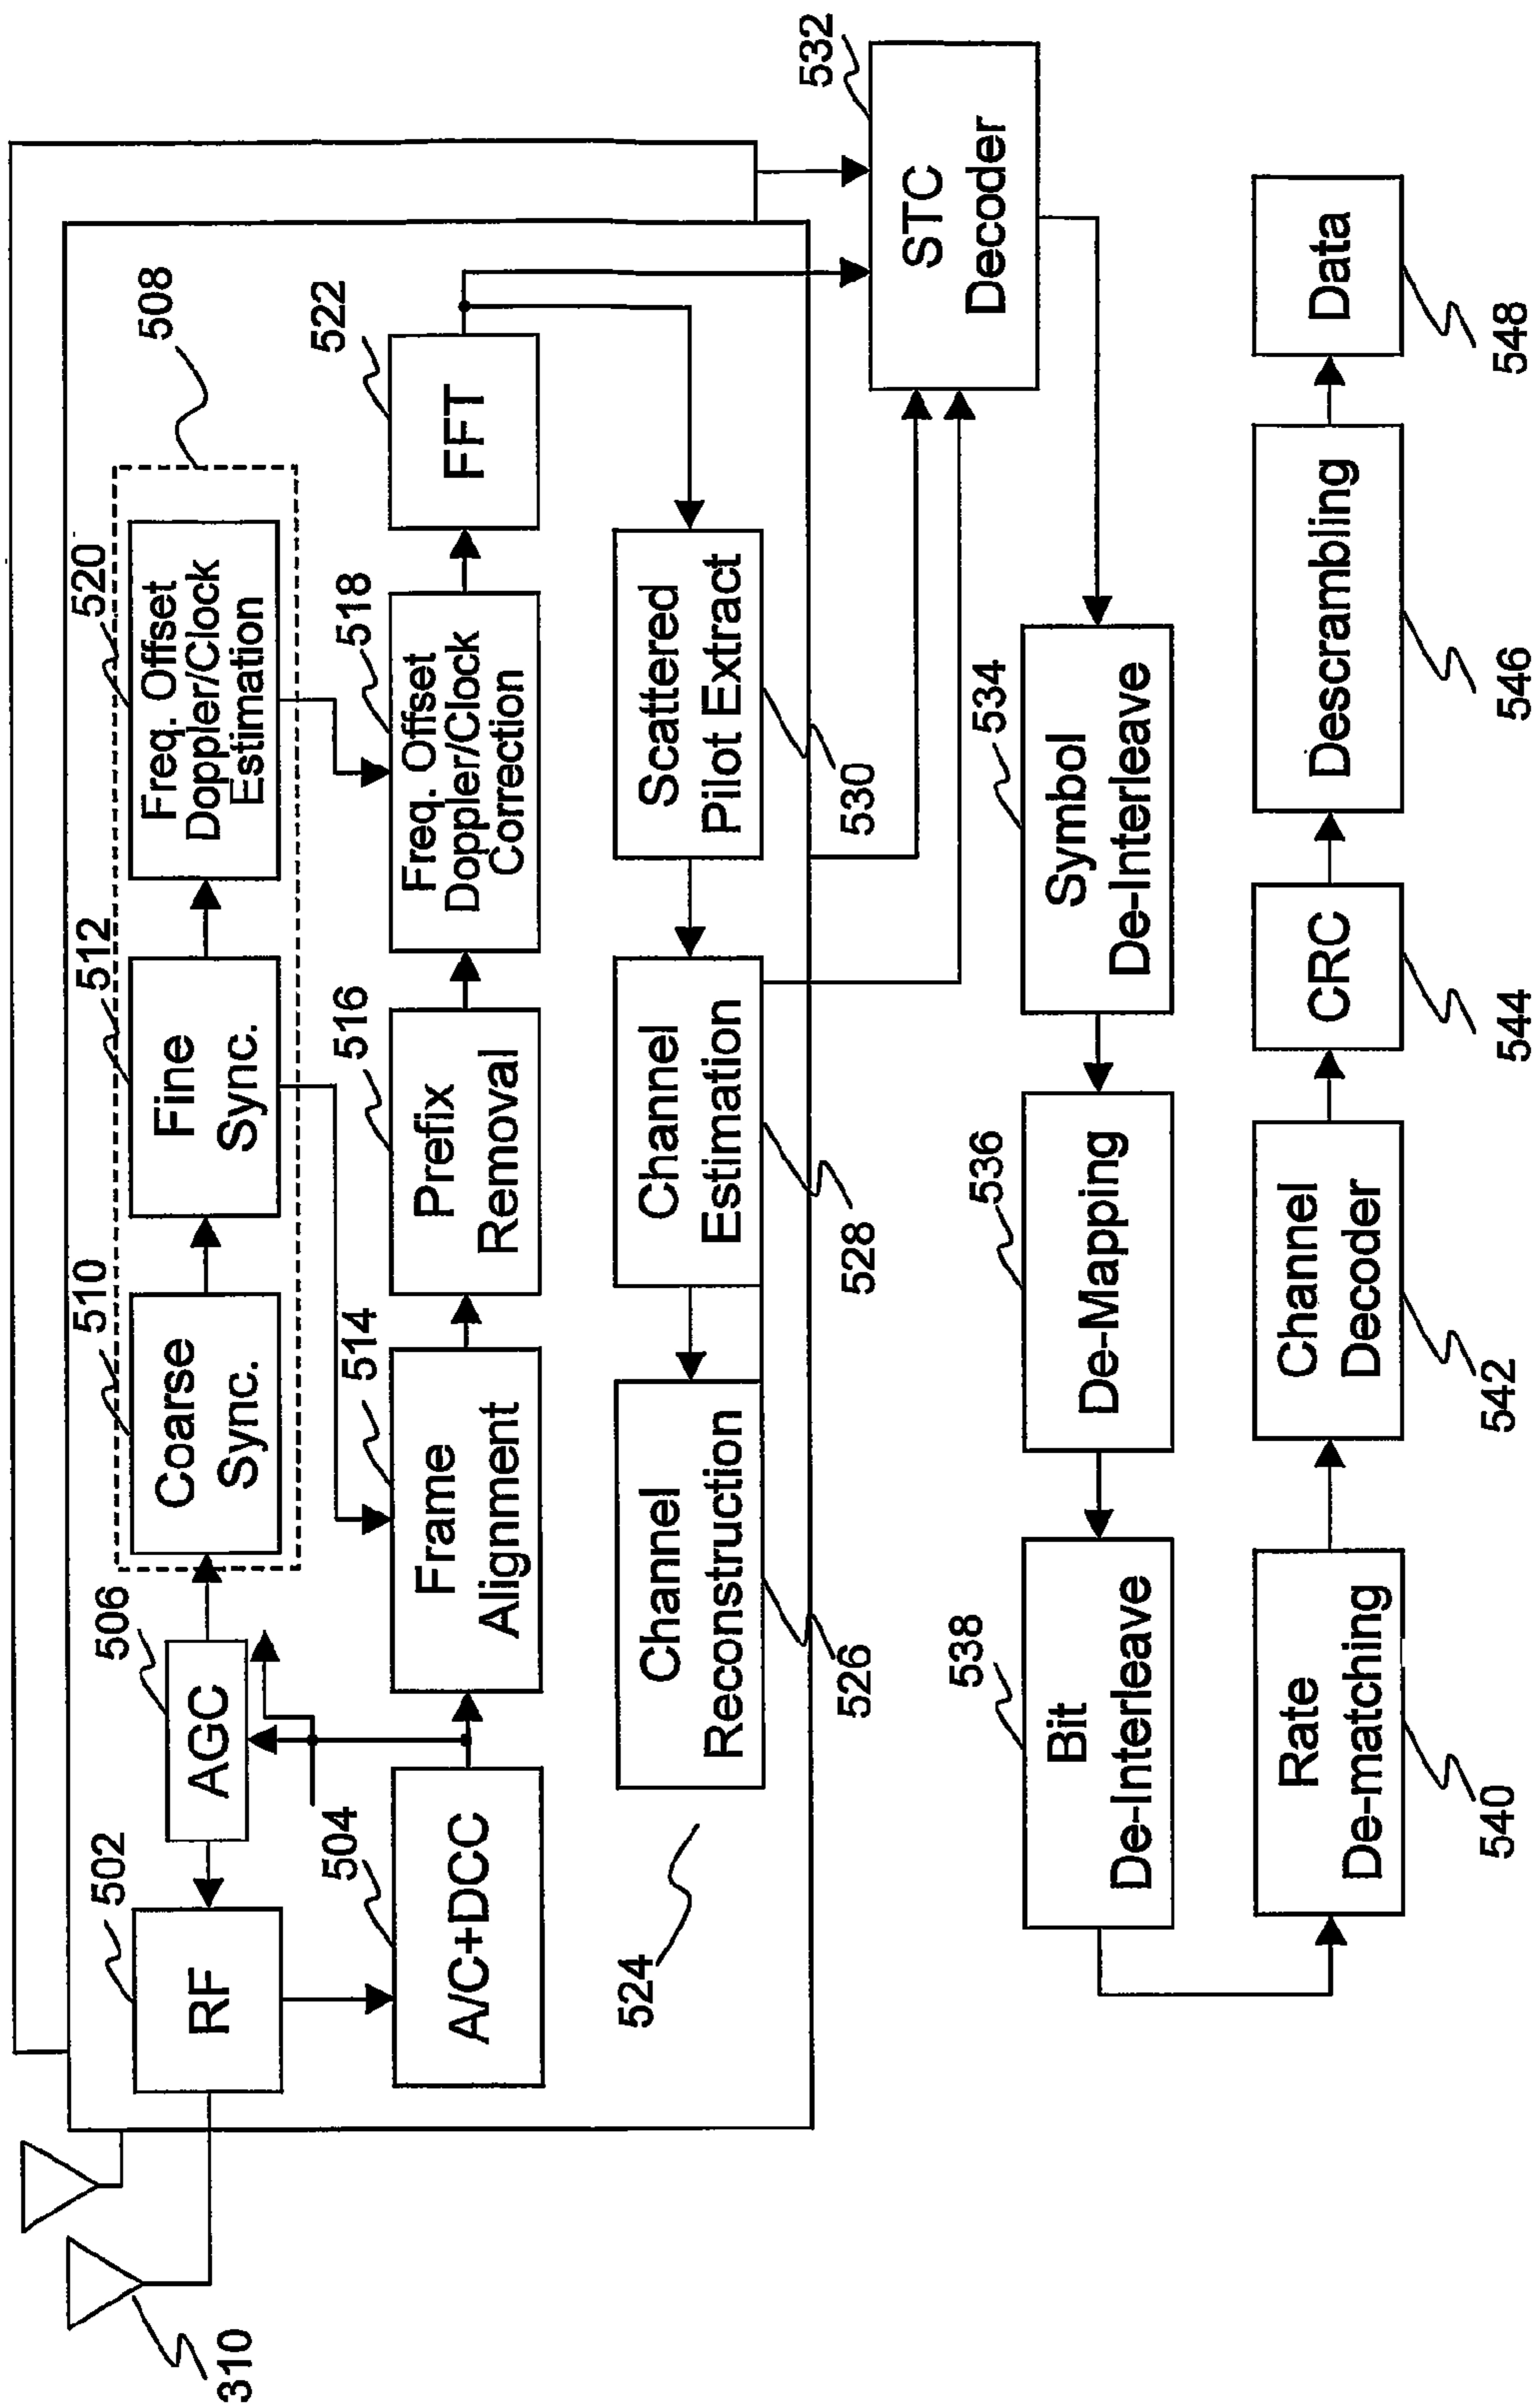 310
502
RF
506
AGC
504
A/C+DCC
508
510
Coarse
Sync.
512
Fine
Sync.
520
Freq. Offset
Doppler/Clock
Estimation
514
Frame
Alignment
516
Prefix
Removal
518
Freq. Offset
Doppler/Clock
Correction
522
FFT
524
Channel
Reconstruction
526
Channel
Estimation
528
Scattered
Pilot Extract
530
532
STC
Decoder
534
Symbol
De-Interleave
536
De-Mapping
538
Bit
De-Interleave
Rate
De-matching
540
Channel
Decoder
542
CRC
544
Descrambling
546
Data
548